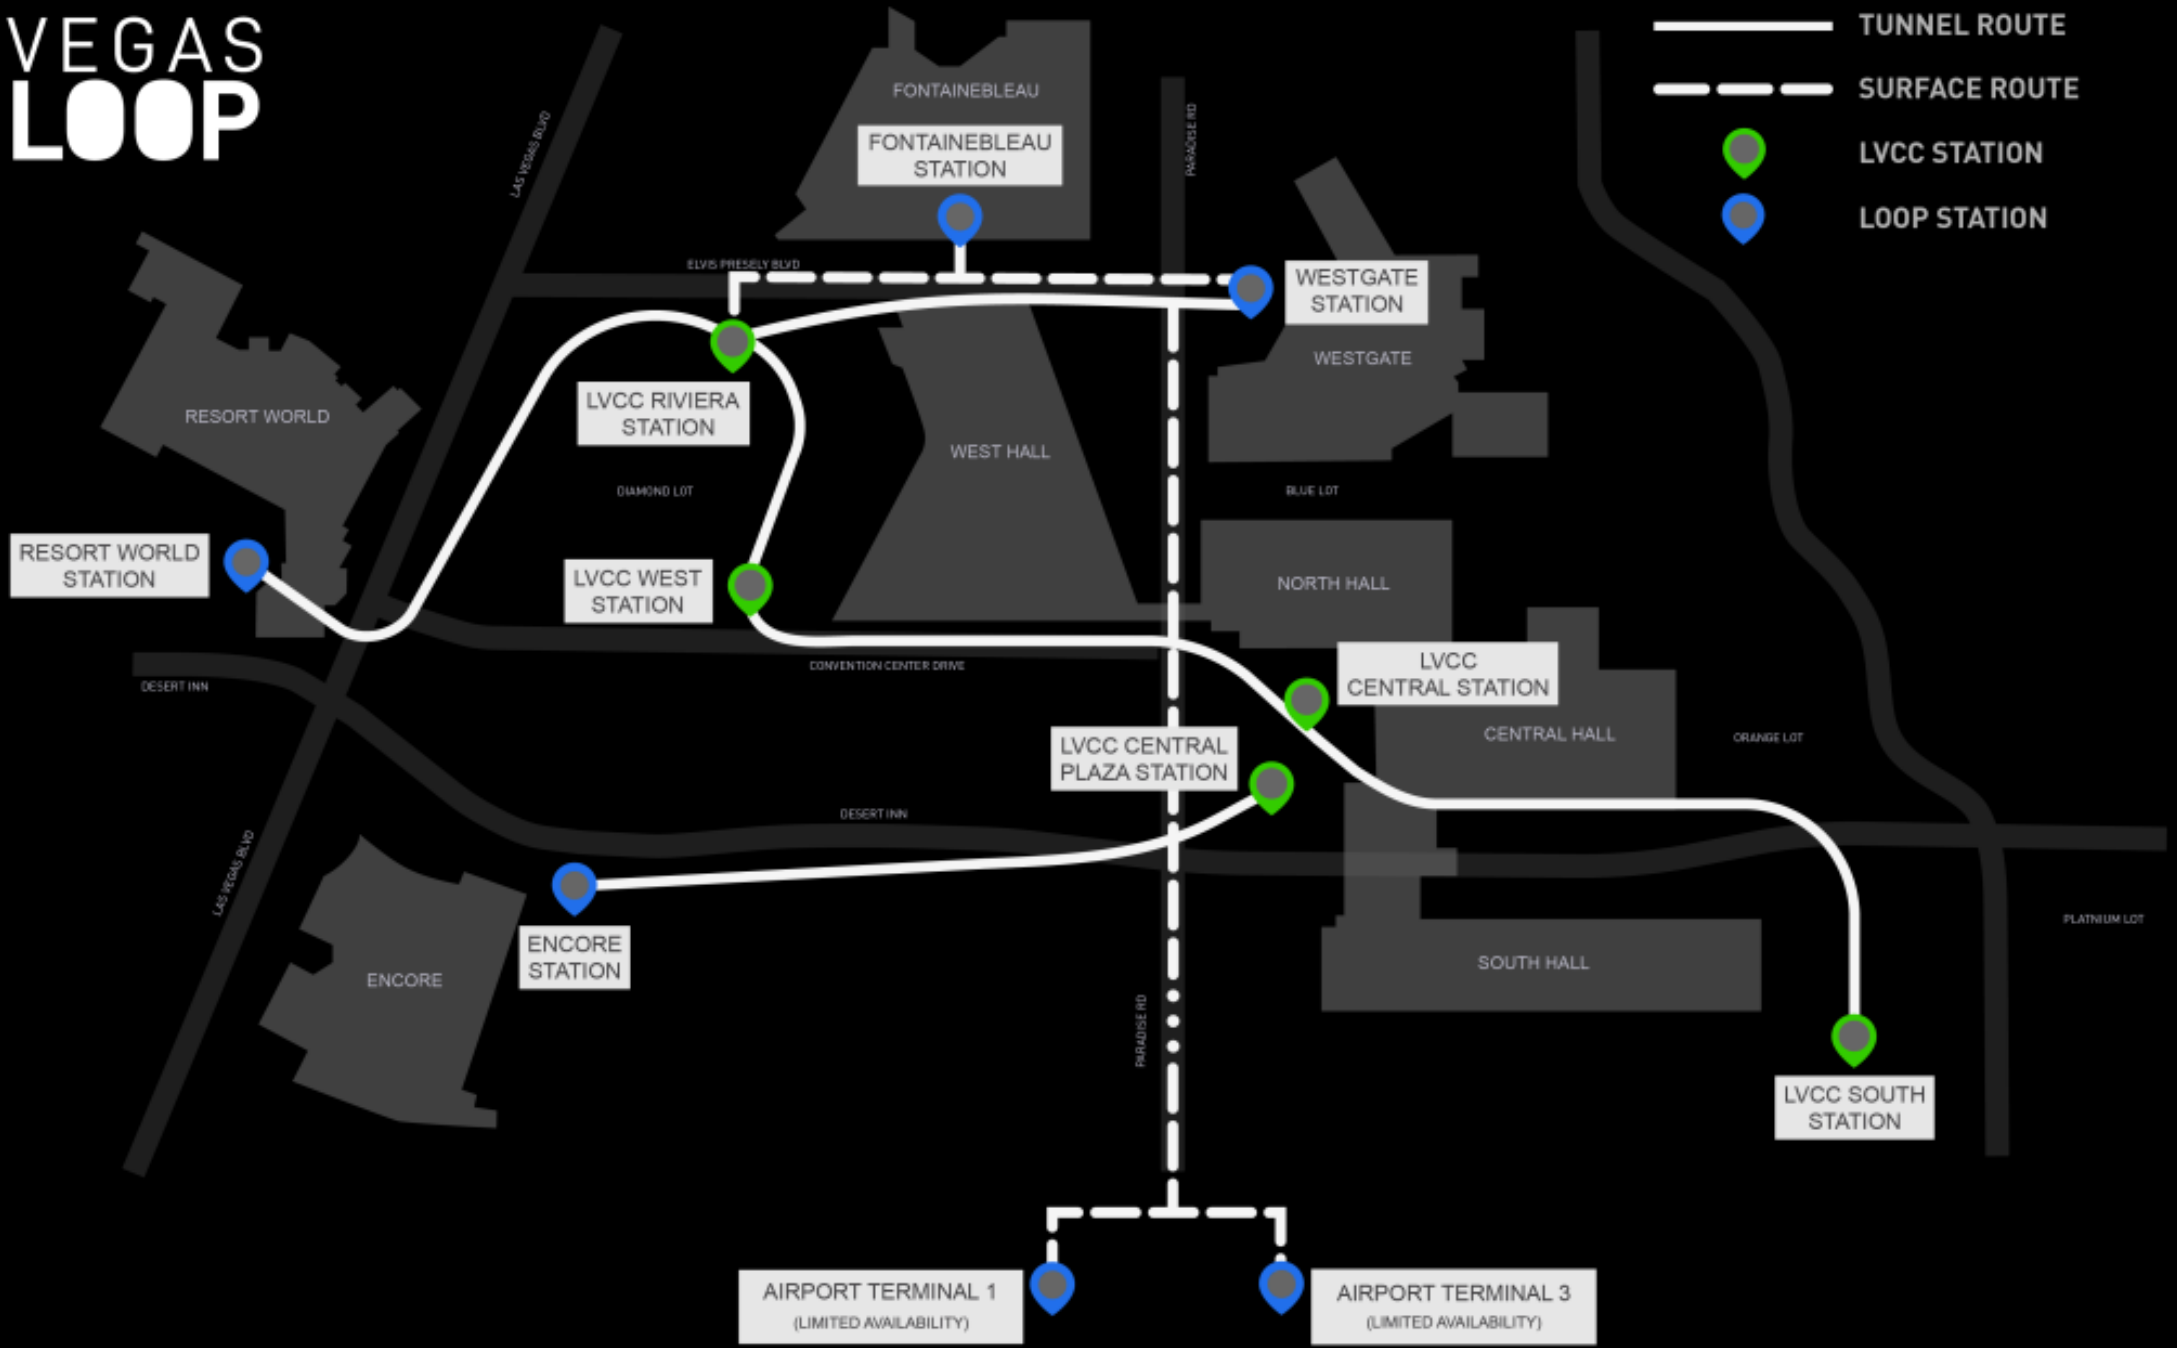 VEGAS
LOOP
TUNNEL ROUTE
SURFACE ROUTE
LVCC STATION
LOOP STATION
FONTAINEBLEAU
FONTAINEBLEAU
STATION
LAS VEGAS BLVD
PARADISE RD
ELVIS PRESELY BLVD
WESTGATE
STATION
WESTGATE
RESORT WORLD
LVCC RIVIERA
STATION
WEST HALL
DIAMOND LOT
BLUE LOT
RESORT WORLD
STATION
LVCC WEST
STATION
NORTH HALL
CONVENTION CENTER DRIVE
LVCC
CENTRAL STATION
DESERT INN
LVCC CENTRAL
PLAZA STATION
CENTRAL HALL
ORANGE LOT
DESERT INN
LAS VEGAS BLVD
PLATNIUM LOT
ENCORE
STATION
ENCORE
SOUTH HALL
PARADISE RD
LVCC SOUTH
STATION
AIRPORT TERMINAL 1
(LIMITED AVAILABILITY)
AIRPORT TERMINAL 3
(LIMITED AVAILABILITY)